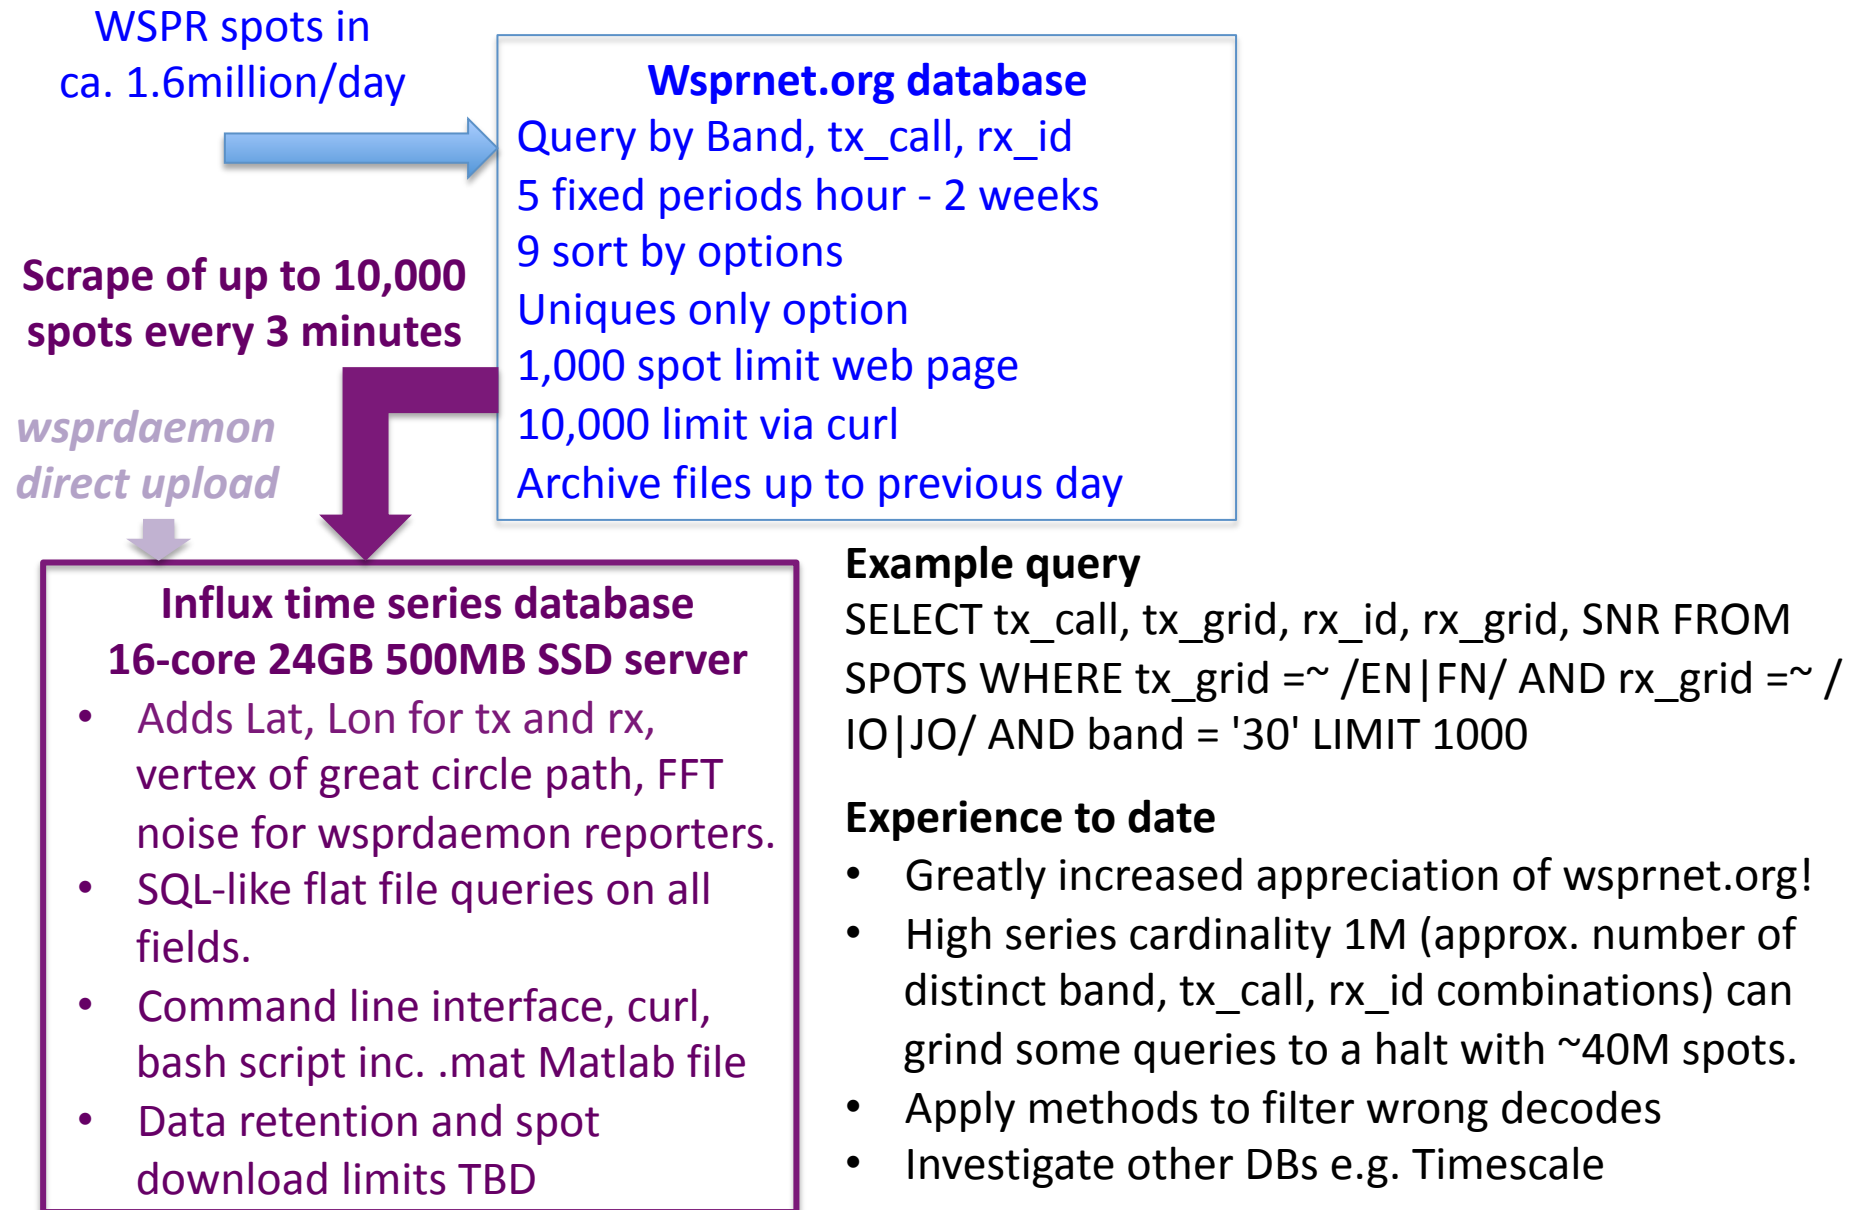 WSPR spots in
ca. 1.6million/day
Wsprnet.org database
Query by Band, tx_call, rx_id
5 fixed periods hour - 2 weeks
9 sort by options
Uniques only option
1,000 spot limit web page
10,000 limit via curl
Archive files up to previous day
Scrape of up to 10,000
spots every 3 minutes
wsprdaemon
direct upload
Influx time series database
16-core 24GB 500MB SSD server
• Adds Lat, Lon for tx and rx,
vertex of great circle path, FFT
noise for wsprdaemon reporters.
• SQL-like flat file queries on all
fields.
• Command line interface, curl,
bash script inc. .mat Matlab file
• Data retention and spot
download limits TBD
Example query
SELECT tx_call, tx_grid, rx_id, rx_grid, SNR FROM
SPOTS WHERE tx_grid =~ /EN|FN/ AND rx_grid =~ /
IO|JO/ AND band = '30' LIMIT 1000
Experience to date
• Greatly increased appreciation of wsprnet.org!
• High series cardinality 1M (approx. number of
distinct band, tx_call, rx_id combinations) can
grind some queries to a halt with ~40M spots.
• Apply methods to filter wrong decodes
• Investigate other DBs e.g. Timescale